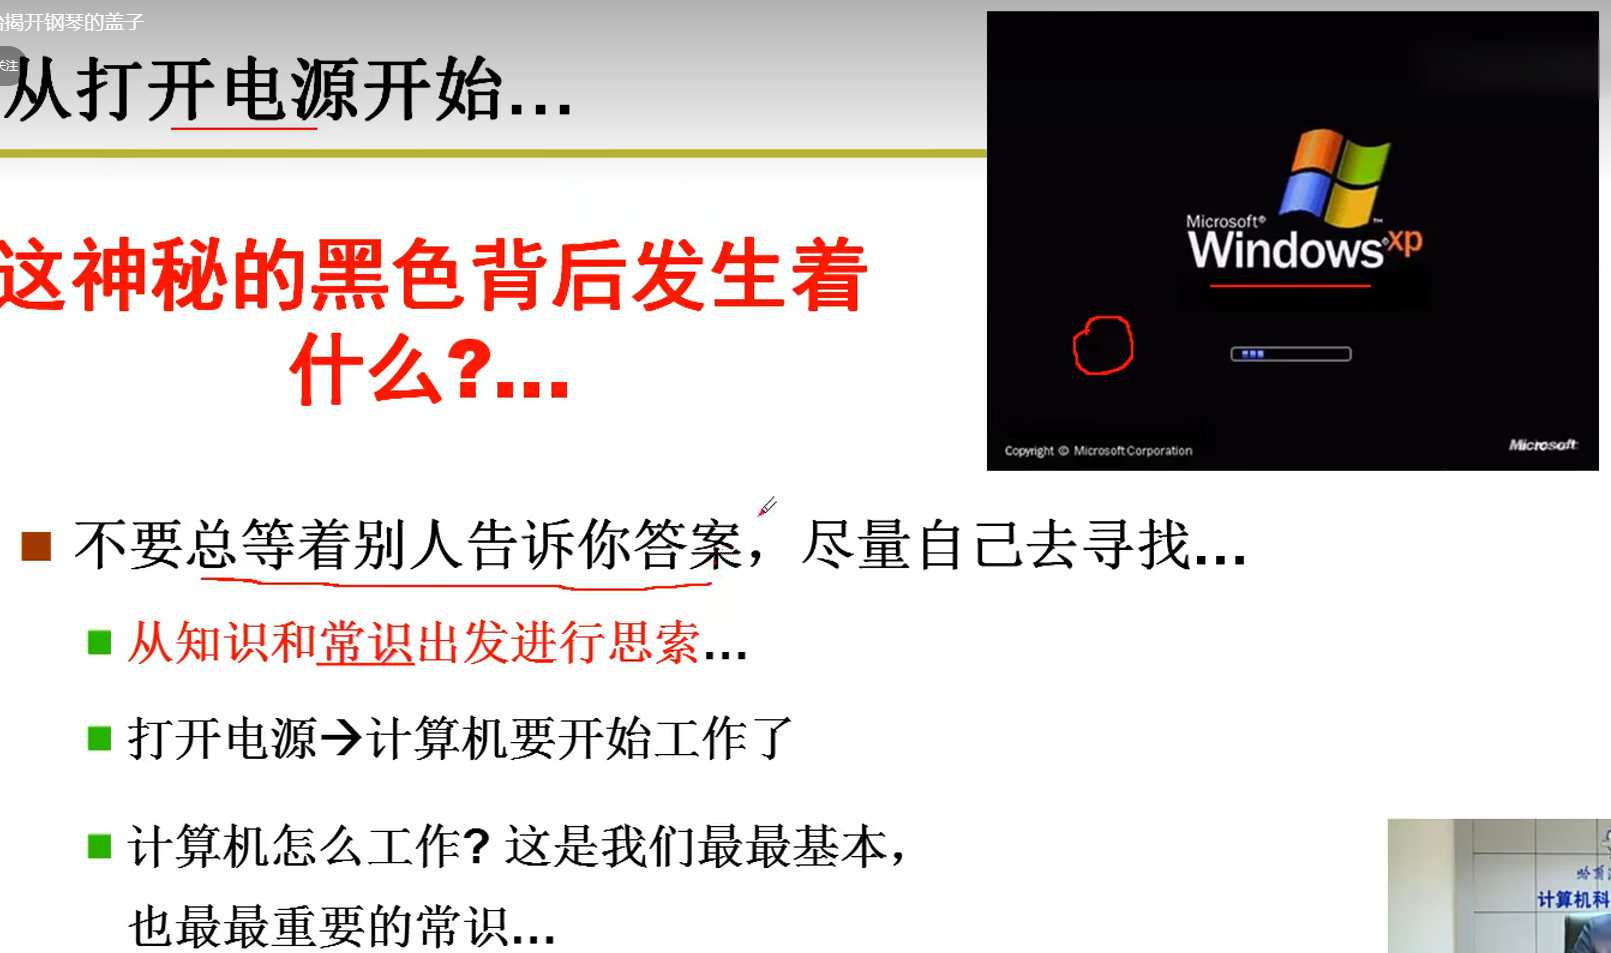 揭开钢琴的盖子
关注
从打开电源开始...
这神秘的黑色背后发生着
什么?...
Microsoft®
Windows®xp
™
Copyright © Microsoft Corporation
Microsoft
不要总等着别人告诉你答案，尽量自己去寻找...
从知识和常识出发进行思索...
打开电源→计算机要开始工作了
计算机怎么工作? 这是我们最最基本，
也最最重要的常识...
计算机科